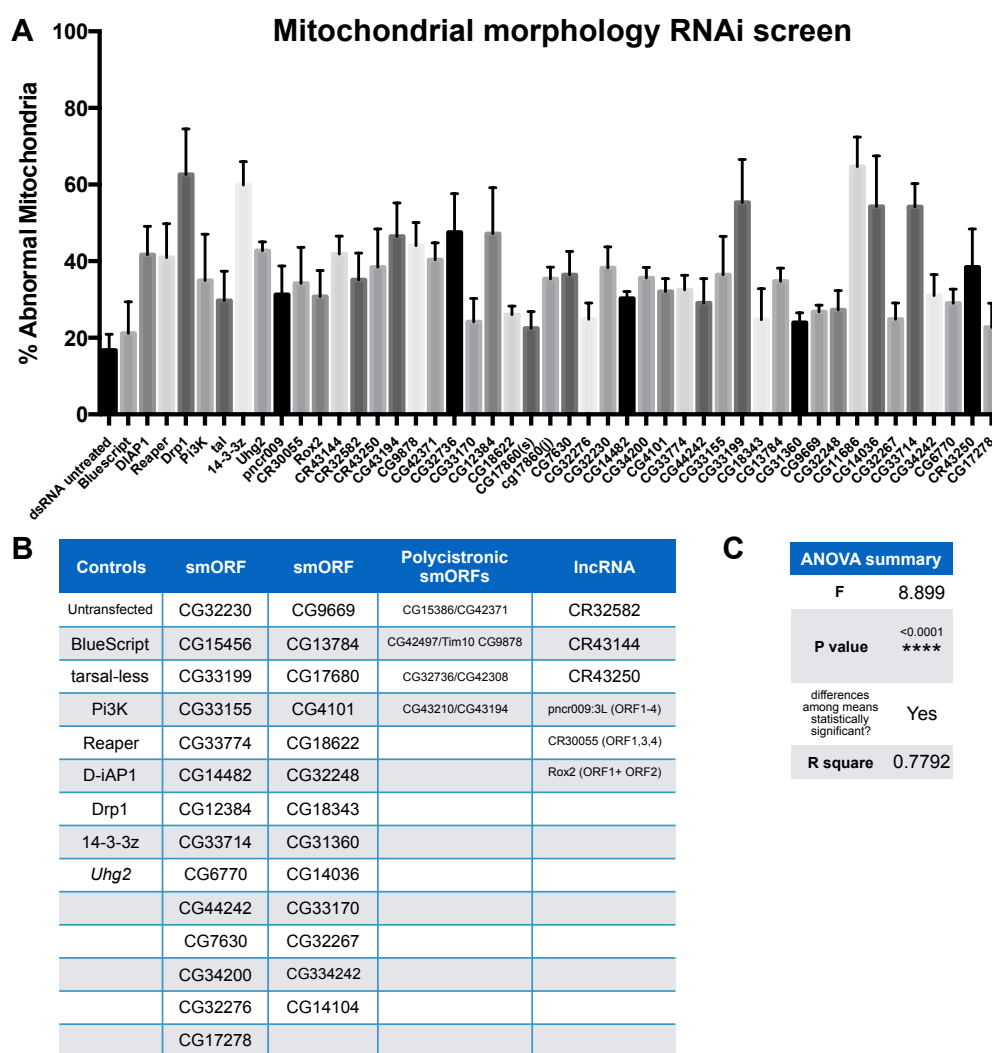 A
Mitochondrial morphology RNAi screen
% Abnormal Mitochondria
100
80
60
40
20
0
dsRNA untreated
Bluescript
DIAP1
Reaper
Drp1
Pi3K
tal
14-3-3z
Uhg2
pncr009
CR30055
Rox2
CR43144
CR32582
CR43250
CG43194
CG9878
CG42371
CG32736
CG33170
CG12384
CG18622
CG17860(s)
cg17860(j)
CG7630
CG32276
CG32230
CG14482
CG34200
CG4101
CG33774
CG44242
CG33155
CG33199
CG18343
CG13784
CG31360
CG9669
CG32248
CG11686
CG14036
CG32267
CG33714
CG34242
CG6770
CR43250
CG17278
B
Controls smORF smORF Polycistronic smORFs lncRNA
Untransfected CG32230 CG9669 CG15386/CG42371 CR32582
BlueScript CG15456 CG13784 CG42497/Tim10 CG9878 CR43144
tarsal-less CG33199 CG17680 CG32736/CG42308 CR43250
Pi3K CG33155 CG4101 CG43210/CG43194 pncr009:3L (ORF1-4)
Reaper CG33774 CG18622 CR30055 (ORF1,3,4)
D-iAP1 CG14482 CG32248 Rox2 (ORF1+ ORF2)
Drp1 CG12384 CG18343
14-3-3z CG33714 CG31360
Uhg2 CG6770 CG14036
CG44242 CG33170
CG7630 CG32267
CG34200 CG334242
CG32276 CG14104
CG17278
C
ANOVA summary
F 8.899
P value <0.0001
****
differences
among means
statistically
significant?
Yes
R square 0.7792